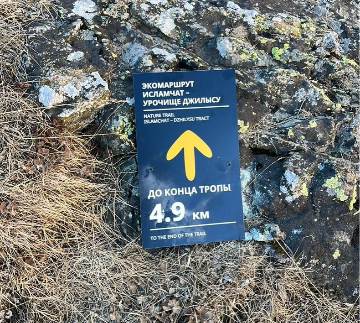 ЭКОМАРШРУТ
ИСЛАМЧАТ –
УРОЧИЩЕ ДЖИЛЫСУ
NATURE TRAIL
ISLAMCHAT – DZHILYSU TRACT
ДО КОНЦА ТРОПЫ
4.9 КМ
TO THE END OF THE TRAIL